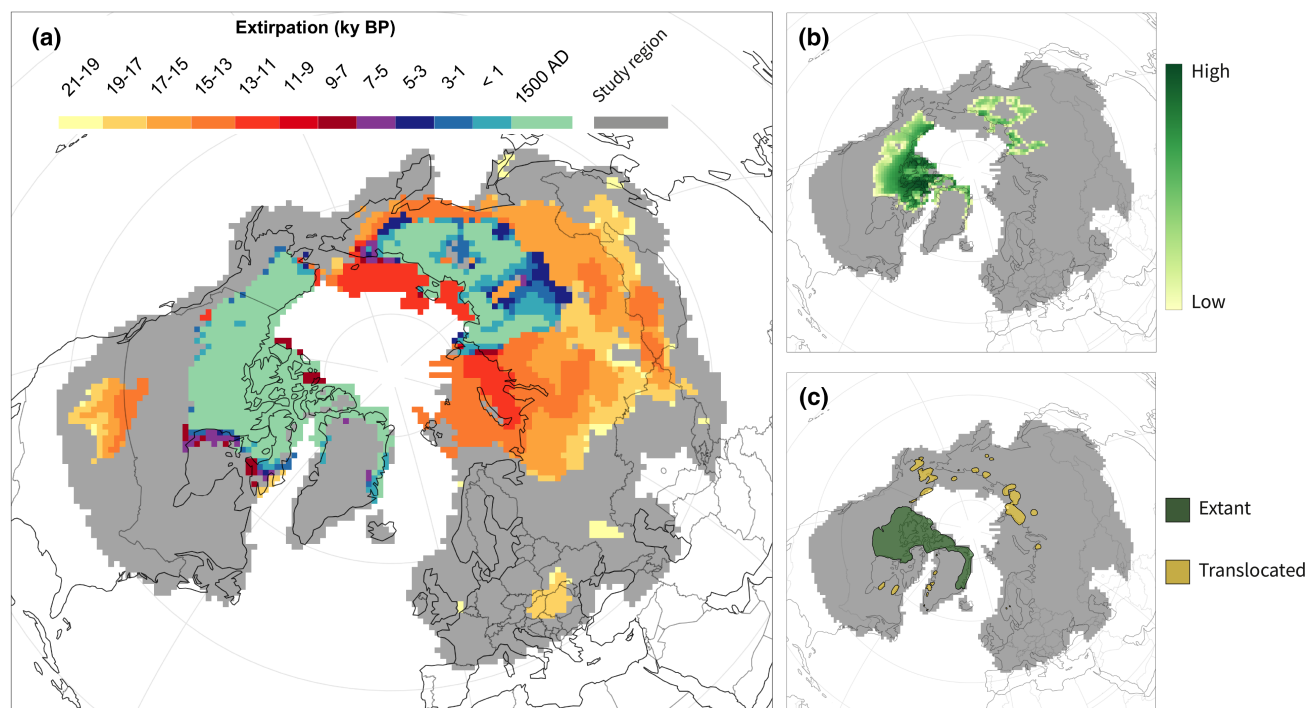 (a)
Extirpation (ky BP)
21-19
19-17
17-15
15-13
13-11
11-9
9-7
7-5
5-3
3-1
< 1
1500 AD
Study region
(b)
High
Low
(c)
Extant
Translocated